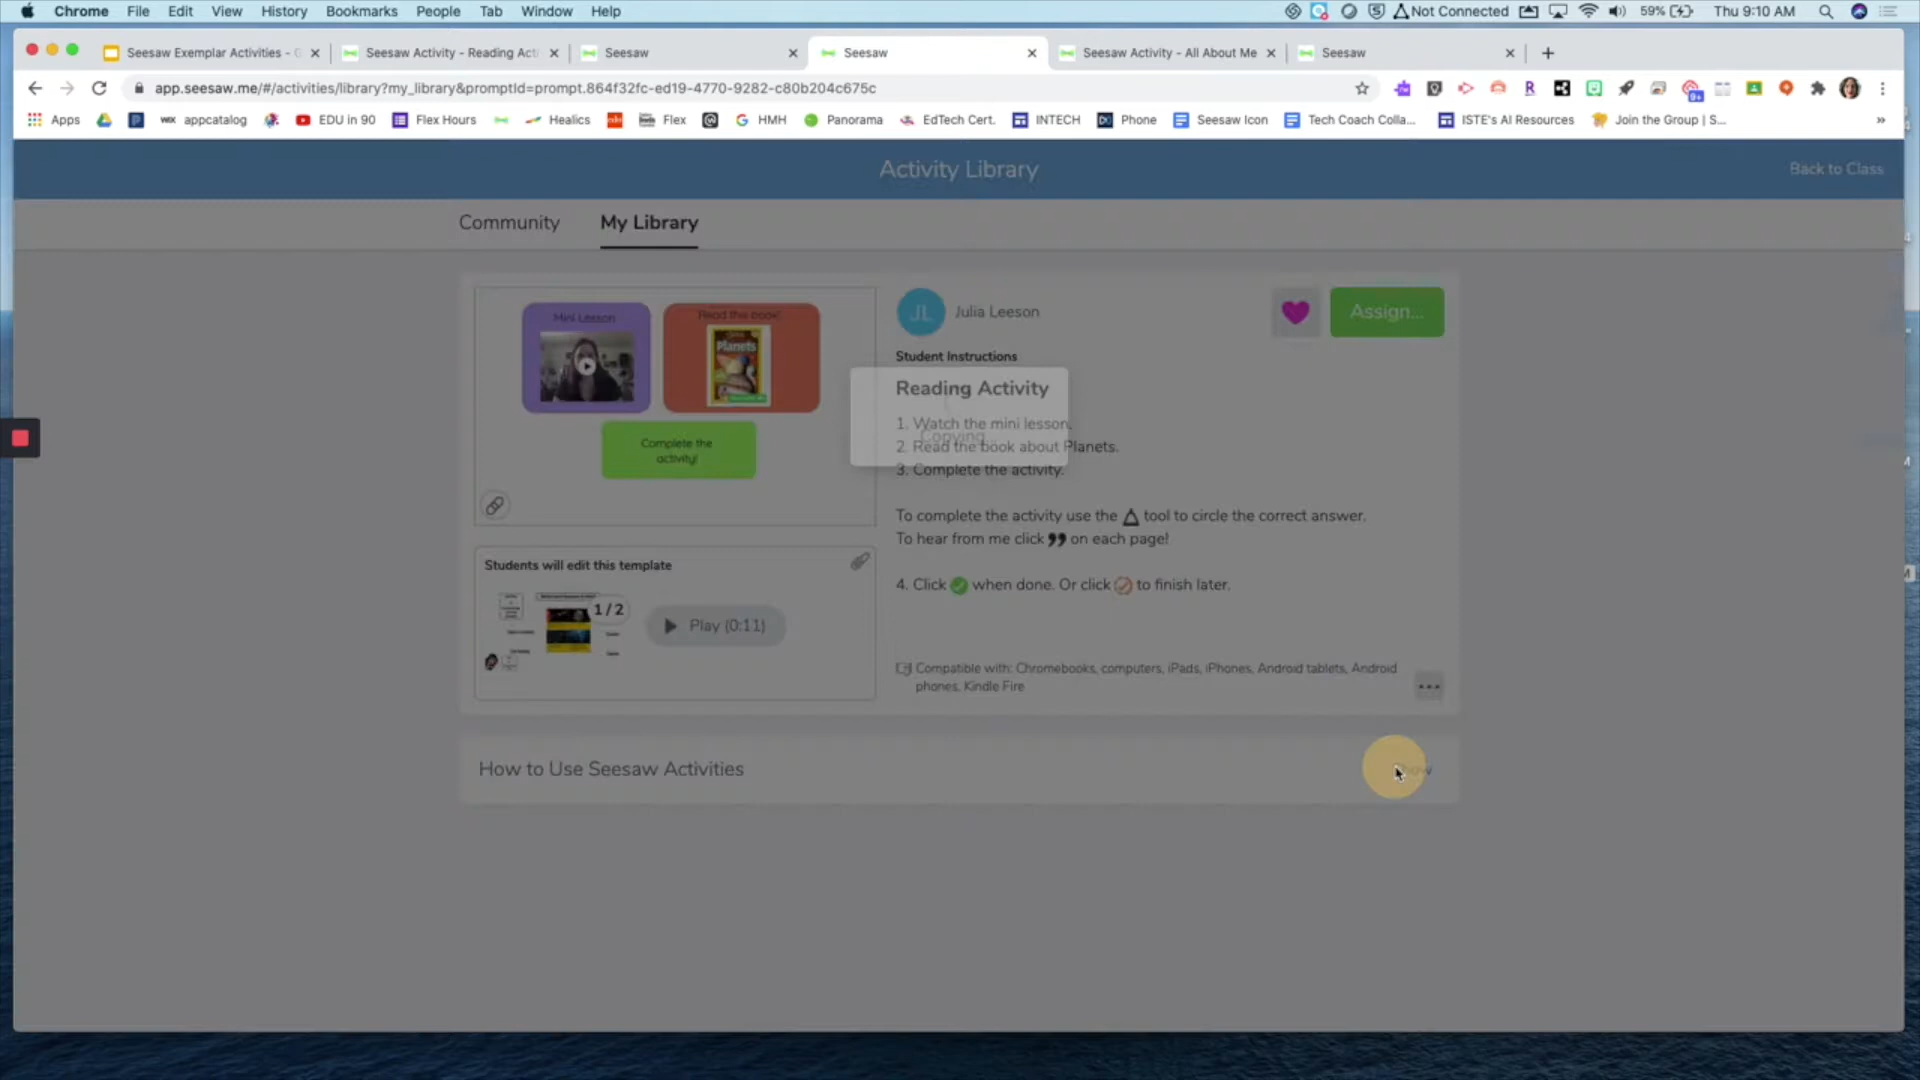 Chrome File Edit View History Bookmarks People Tab Window Help Not Connected 59% Thu 9:10 AM
Seesaw Exemplar Activities - G
Seesaw Activity - Reading Acti
Seesaw
Seesaw
Seesaw Activity - All About Me
Seesaw
app.seesaw.me/#/activities/library?my_library&promptId=prompt.864f32fc-ed19-4770-9282-c80b204c675c
Apps appcatalog EDU in 90 Flex Hours Healics Flex HMH Panorama EdTech Cert. INTECH Phone Seesaw Icon Tech Coach Colla... ISTE's AI Resources Join the Group | S... »
Activity Library
Back to Class
Community My Library
Mini Lesson
Read this book!
Planets
Complete the
activity!
JL Julia Leeson
Assign...
Student Instructions
Reading Activity
1. Watch the mini lesson.
2. Read the book about Planets.
3. Complete the activity.
Copying...
To complete the activity use the tool to circle the correct answer.
To hear from me click on each page!
4. Click when done. Or click to finish later.
Students will edit this template
1 / 2
Play (0:11)
Compatible with: Chromebooks, computers, iPads, iPhones, Android tablets, Android
phones, Kindle Fire
How to Use Seesaw Activities